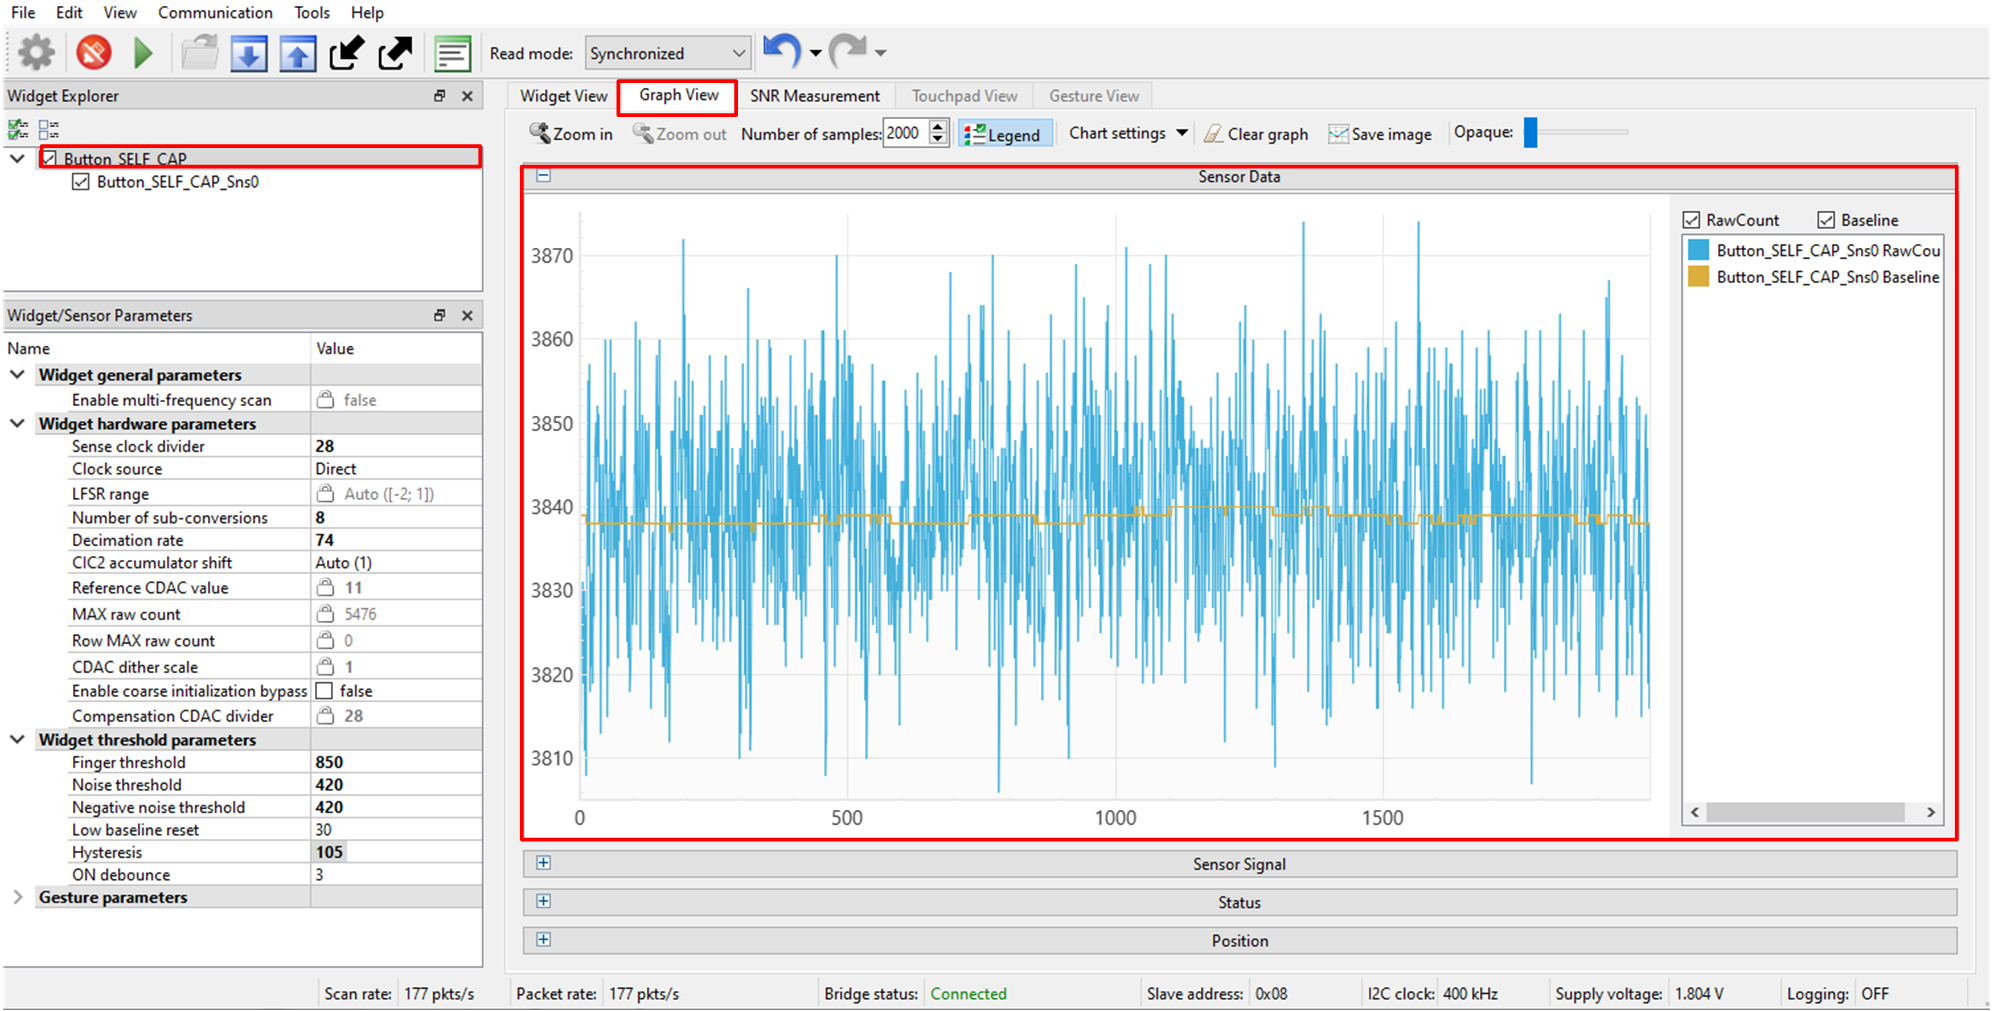 File Edit View Communication Tools Help
Read mode: Synchronized
Widget Explorer
Button_SELF_CAP
Button_SELF_CAP_Sns0
Widget/Sensor Parameters
Name Value
Widget general parameters
Enable multi-frequency scan false
Widget hardware parameters
Sense clock divider 28
Clock source Direct
LFSR range Auto ([-2; 1])
Number of sub-conversions 8
Decimation rate 74
CIC2 accumulator shift Auto (1)
Reference CDAC value 11
MAX raw count 5476
Row MAX raw count 0
CDAC dither scale 1
Enable coarse initialization bypass false
Compensation CDAC divider 28
Widget threshold parameters
Finger threshold 850
Noise threshold 420
Negative noise threshold 420
Low baseline reset 30
Hysteresis 105
ON debounce 3
Gesture parameters
Widget View Graph View SNR Measurement Touchpad View Gesture View
Zoom in Zoom out Number of samples: 2000 Legend Chart settings Clear graph Save image Opaque:
Sensor Data
3870
3860
3850
3840
3830
3820
3810
0 500 1000 1500
RawCount Baseline
Button_SELF_CAP_Sns0 RawCou
Button_SELF_CAP_Sns0 Baseline
Sensor Signal
Status
Position
Scan rate: 177 pkts/s Packet rate: 177 pkts/s Bridge status: Connected Slave address: 0x08 I2C clock: 400 kHz Supply voltage: 1.804 V Logging: OFF